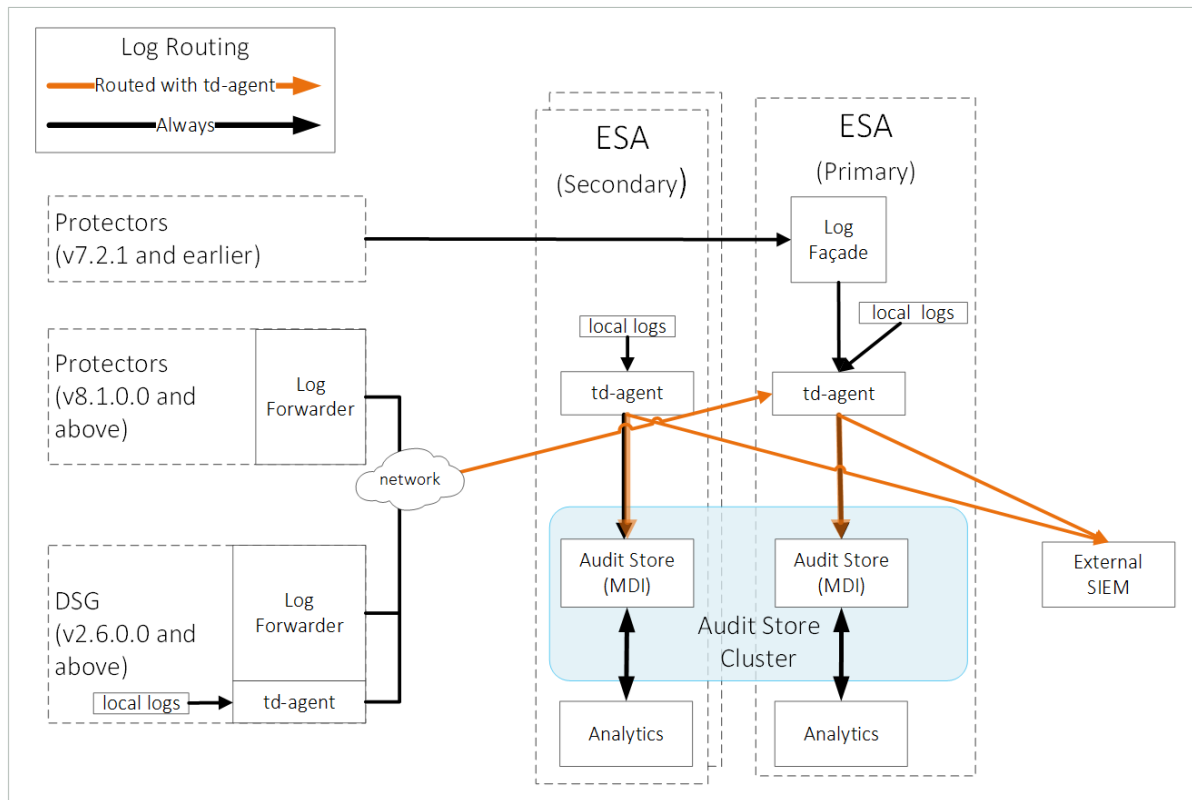 Log Routing
Routed with td-agent
Always
ESA
(Secondary)
ESA
(Primary)
Protectors
(v7.2.1 and earlier)
Log
Façade
local logs
local logs
Protectors
(v8.1.0.0 and
above)
Log
Forwarder
td-agent
td-agent
network
DSG
(v2.6.0.0 and
above)
Log
Forwarder
local logs
td-agent
Audit Store
(MDI)
Audit Store
(MDI)
External
SIEM
Audit Store
Cluster
Analytics
Analytics